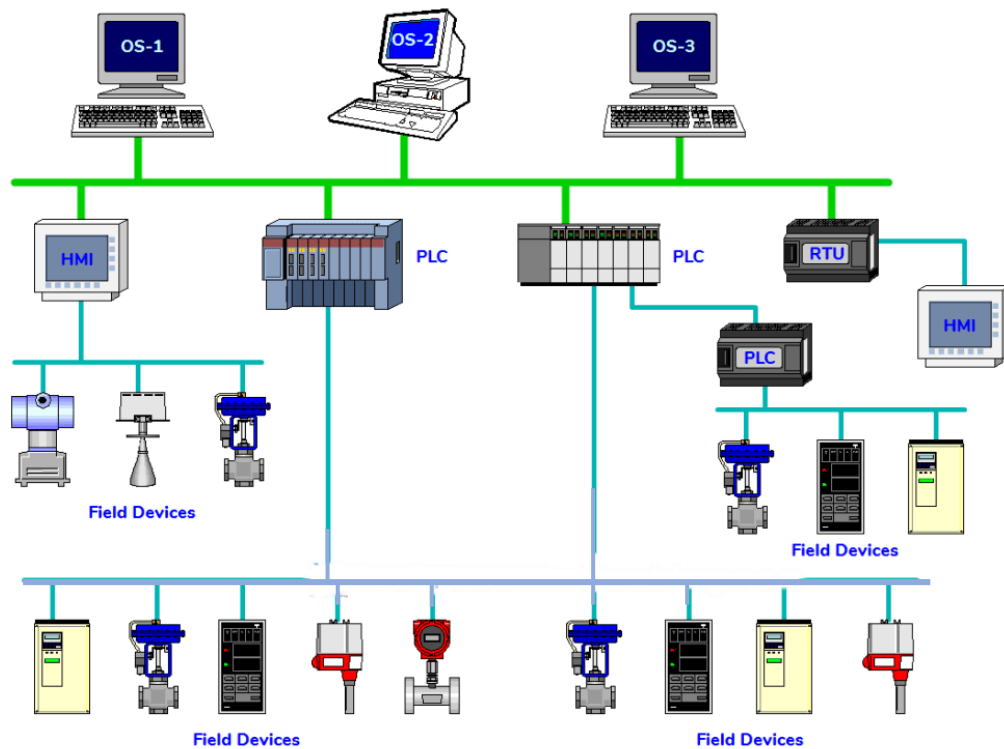 OS-1
OS-2
OS-3
HMI
PLC
PLC
RTU
HMI
PLC
Field Devices
Field Devices
Field Devices
Field Devices